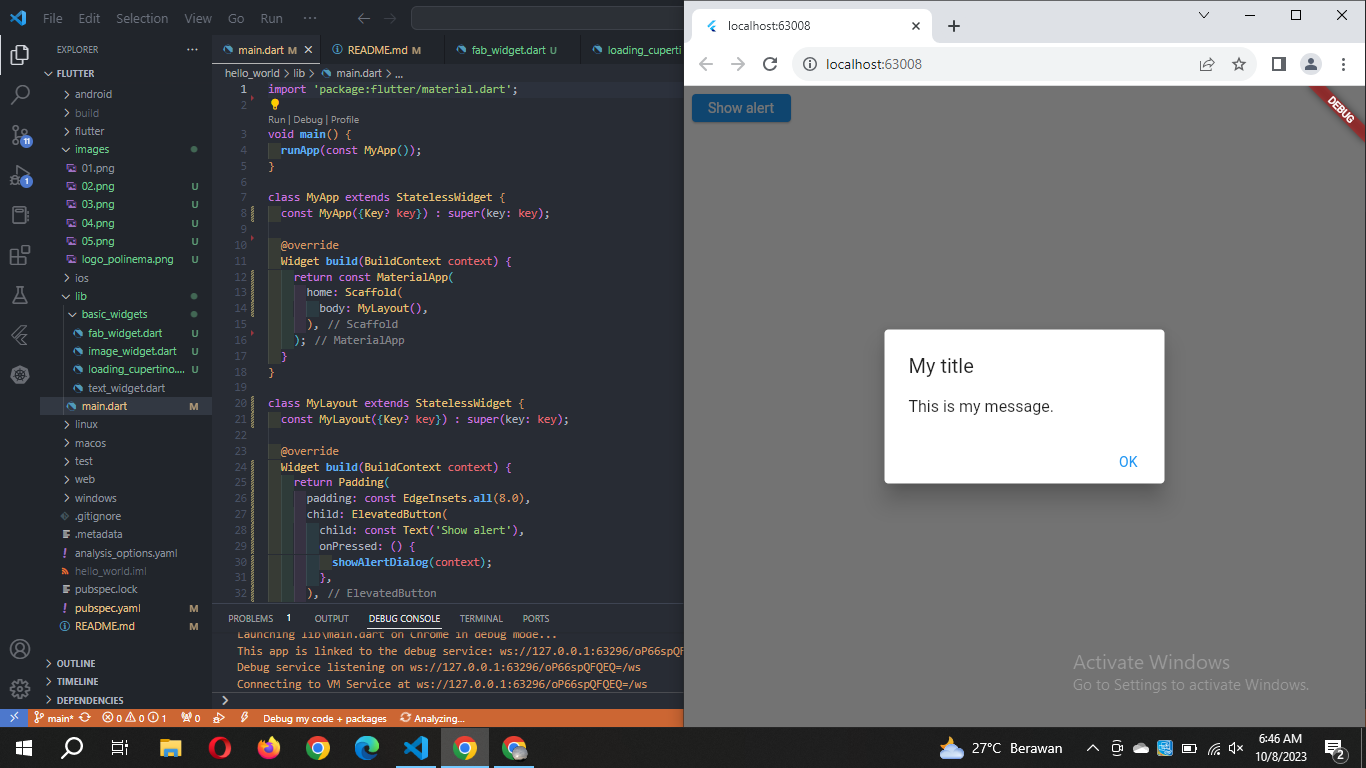 File Edit Selection View Go Run ···
EXPLORER
FLUTTER
android
build
flutter
images
01.png
02.png U
03.png U
04.png U
05.png U
logo_polinema.png U
ios
lib
basic_widgets
fab_widget.dart U
image_widget.dart U
loading_cupertino.... U
text_widget.dart
main.dart M
linux
macos
test
web
windows
.gitignore
.metadata
analysis_options.yaml
hello_world.iml
pubspec.lock
pubspec.yaml M
README.md M
OUTLINE
TIMELINE
DEPENDENCIES
11
1
main.dart M README.md M fab_widget.dart U loading_cuperti
hello_world > lib > main.dart > ...
1 import 'package:flutter/material.dart';
2
Run | Debug | Profile
3 void main() {
4 runApp(const MyApp());
5 }
6
7 class MyApp extends StatelessWidget {
8 const MyApp({Key? key}) : super(key: key);
9
10 @override
11 Widget build(BuildContext context) {
12 return const MaterialApp(
13 home: Scaffold(
14 body: MyLayout(),
15 ), // Scaffold
16 ); // MaterialApp
17 }
18 }
19
20 class MyLayout extends StatelessWidget {
21 const MyLayout({Key? key}) : super(key: key);
22
23 @override
24 Widget build(BuildContext context) {
25 return Padding(
26 padding: const EdgeInsets.all(8.0),
27 child: ElevatedButton(
28 child: const Text('Show alert'),
29 onPressed: () {
30 showAlertDialog(context);
31 },
32 ), // ElevatedButton
PROBLEMS 1 OUTPUT DEBUG CONSOLE TERMINAL PORTS
Launching lib\main.dart on Chrome in debug mode...
This app is linked to the debug service: ws://127.0.0.1:63296/oP66spQF
Debug service listening on ws://127.0.0.1:63296/oP66spQFQEQ=/ws
Connecting to VM Service at ws://127.0.0.1:63296/oP66spQFQEQ=/ws
main* 0 0 1 0 Debug my code + packages Analyzing...
localhost:63008
localhost:63008
Show alert
DEBUG
My title
This is my message.
OK
Activate Windows
Go to Settings to activate Windows.
27°C Berawan
6:46 AM
10/8/2023
2